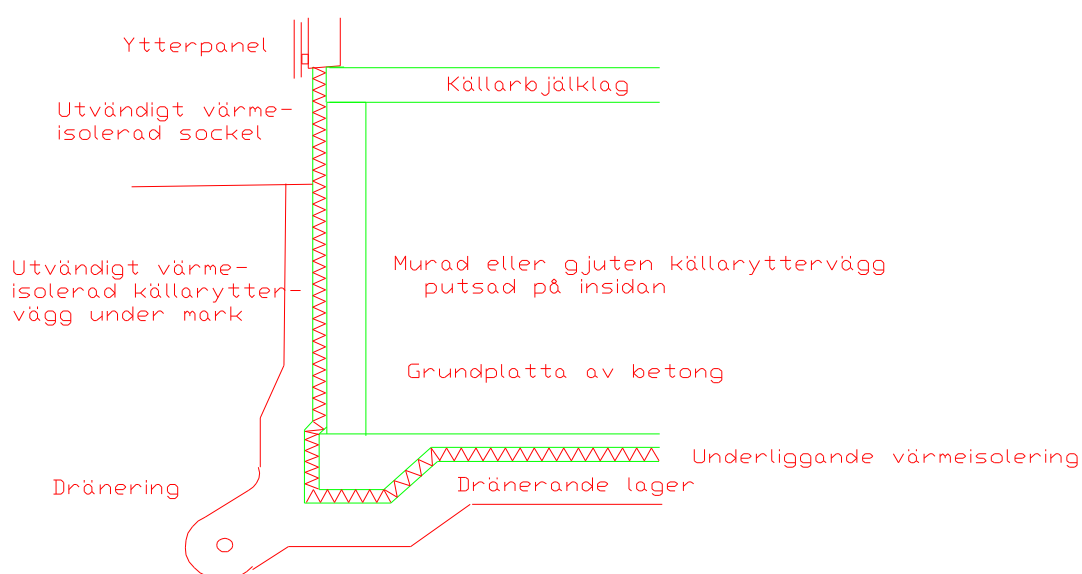 Ytterpanel
Källarbjälklag
Utvändigt värme-
isolerad sockel
Utvändigt värme-
isolerad källarytter-
vägg under mark
Murad eller gjuten källaryttervägg
putsad på insidan
Grundplatta av betong
Underliggande värmeisolering
Dränering
Dränerande lager